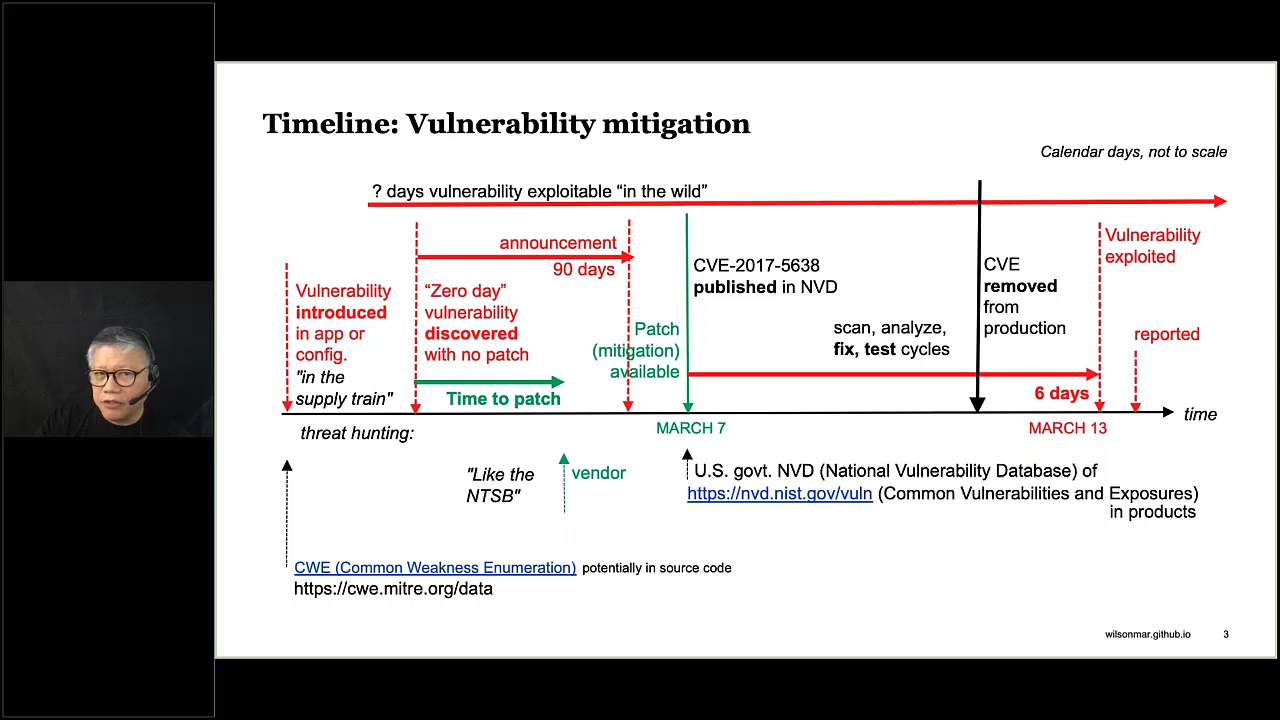 Timeline: Vulnerability mitigation
Calendar days, not to scale
? days vulnerability exploitable “in the wild”
announcement
90 days
Vulnerability
introduced
in app or
config.
"in the
supply train"
“Zero day”
vulnerability
discovered
with no patch
Time to patch
Patch
(mitigation)
available
CVE-2017-5638
published in NVD
scan, analyze,
fix, test cycles
CVE
removed
from
production
Vulnerability
exploited
reported
6 days
time
threat hunting:
MARCH 7
MARCH 13
"Like the
NTSB"
vendor
U.S. govt. NVD (National Vulnerability Database) of
https://nvd.nist.gov/vuln (Common Vulnerabilities and Exposures)
in products
CWE (Common Weakness Enumeration) potentially in source code
https://cwe.mitre.org/data
wilsonmar.github.io 3